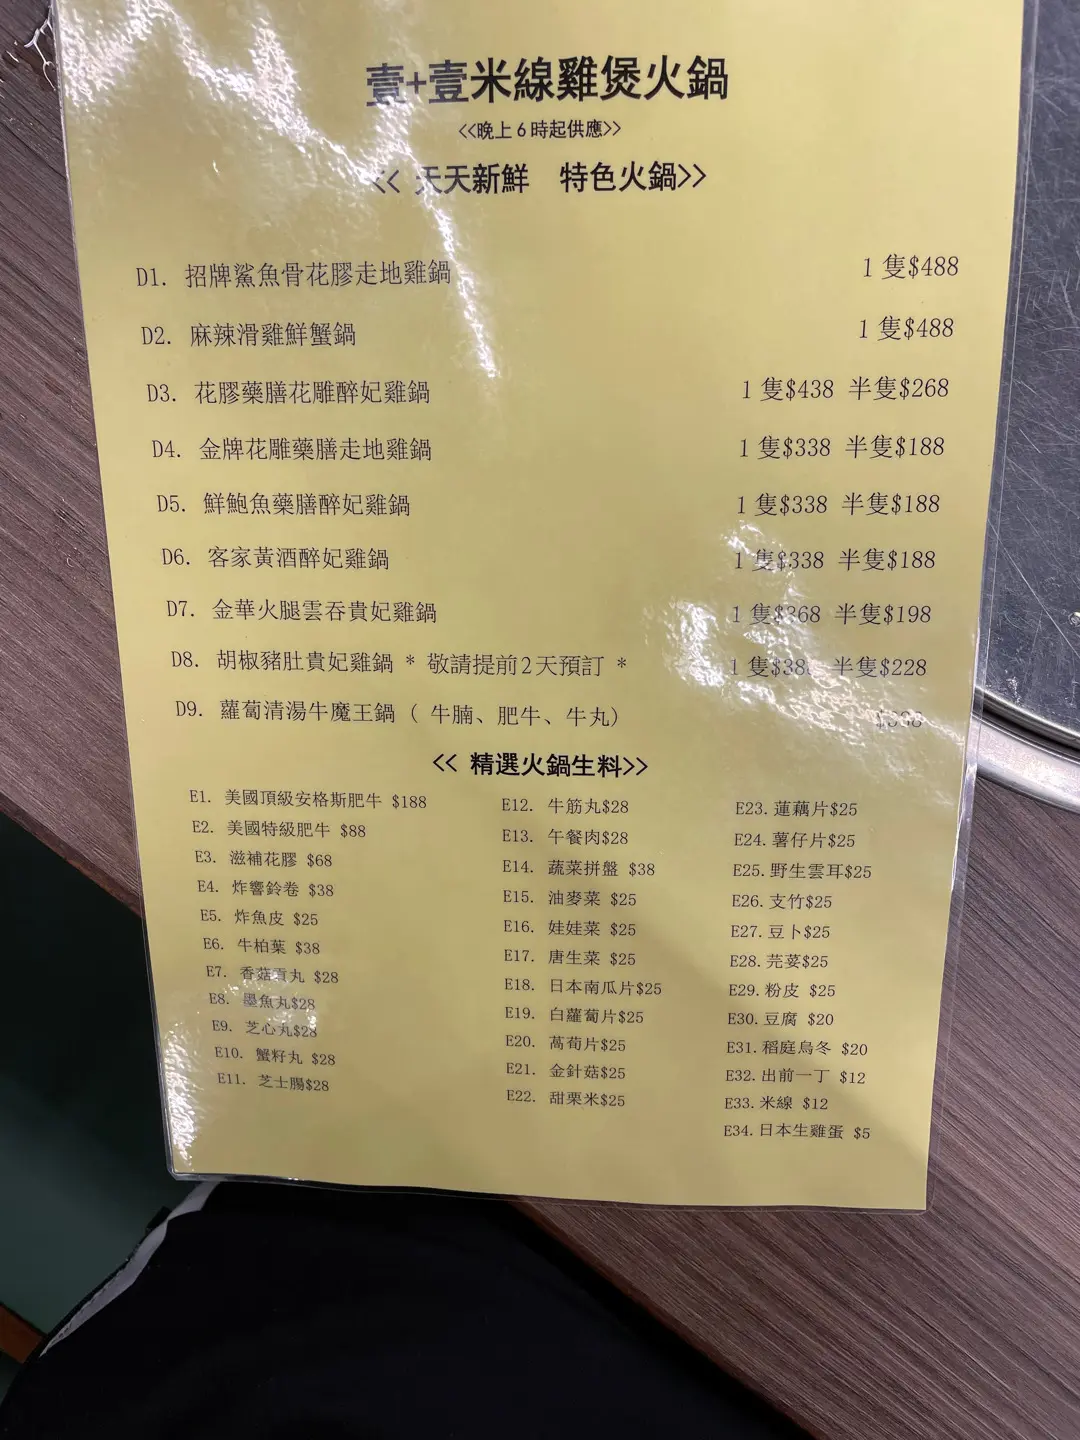 壹+壹米線雞煲火鍋
<<晚上6時起供應>>
<< 天天新鮮 特色火鍋>>
D1. 招牌鯊魚骨花膠走地雞鍋 1隻$488
D2. 麻辣滑雞鮮蟹鍋 1隻$488
D3. 花膠藥膳花雕醉妃雞鍋 1隻$438 半隻$268
D4. 金牌花雕藥膳走地雞鍋 1隻$338 半隻$188
D5. 鮮鮑魚藥膳醉妃雞鍋 1隻$338 半隻$188
D6. 客家黃酒醉妃雞鍋 1隻$338 半隻$188
D7. 金華火腿雲吞貴妃雞鍋 1隻$368 半隻$198
D8. 胡椒豬肚貴妃雞鍋 * 敬請提前2天預訂 * 1隻 半隻$228
D9. 蘿蔔清湯牛魔王鍋 ( 牛腩、肥牛、牛丸)
<< 精選火鍋生料>>
E1. 美國頂級安格斯肥牛 $188
E2. 美國特級肥牛 $88
E3. 滋補花膠 $68
E4. 炸響鈴卷 $38
E5. 炸魚皮 $25
E6. 牛柏葉 $38
E7. 香菇貢丸 $28
E8. 墨魚丸$28
E9. 芝心丸$28
E10. 蟹籽丸 $28
E11. 芝士腸$28
E12. 牛筋丸$28
E13. 午餐肉$28
E14. 蔬菜拼盤 $38
E15. 油麥菜 $25
E16. 娃娃菜 $25
E17. 唐生菜 $25
E18. 日本南瓜片$25
E19. 白蘿蔔片$25
E20. 萵荀片$25
E21. 金針菇$25
E22. 甜栗米$25
E23. 蓮藕片$25
E24. 薯仔片$25
E25. 野生雲耳$25
E26. 支竹$25
E27. 豆卜$25
E28. 芫荽$25
E29. 粉皮 $25
E30. 豆腐 $20
E31. 稻庭烏冬 $20
E32. 出前一丁 $12
E33. 米線 $12
E34. 日本生雞蛋 $5